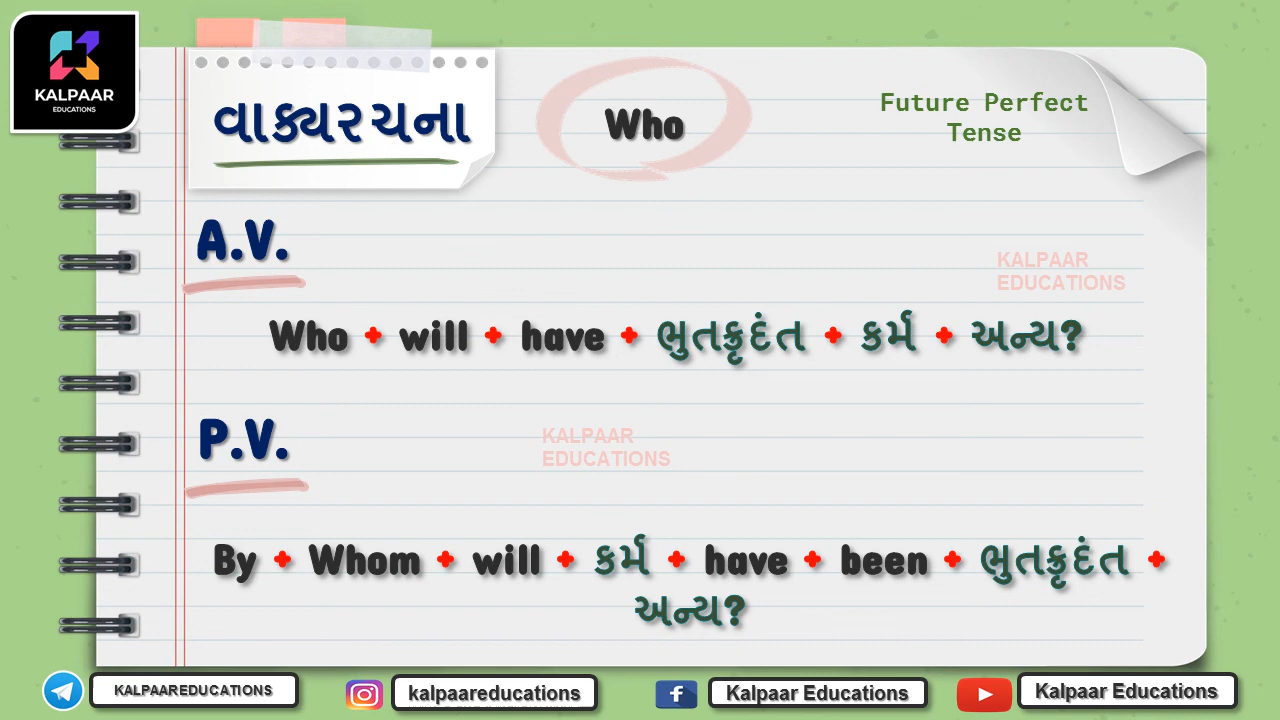 KALPAAR
EDUCATIONS
વાક્યરચના
Who
Future Perfect
Tense
A.V.
KALPAAR
EDUCATIONS
Who + will + have + ભુતકૃદંત + કર્મ + અન્ય?
P.V.
KALPAAR
EDUCATIONS
By + Whom + will + કર્મ + have + been + ભુતકૃદંત +
અન્ય?
KALPAAREDUCATIONS
kalpaareducations
Kalpaar Educations
Kalpaar Educations